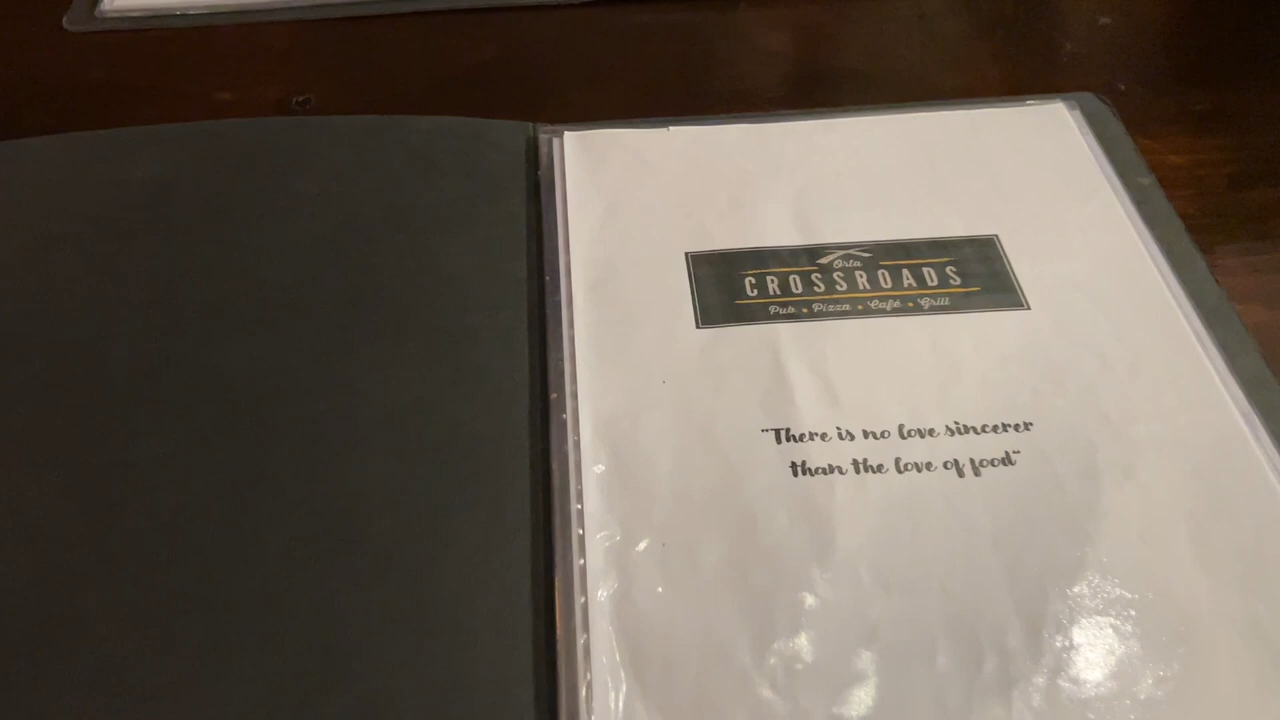 Orta
CROSSROADS
Pub • Pizza • Café • Grill
"There is no love sincerer
than the love of food"